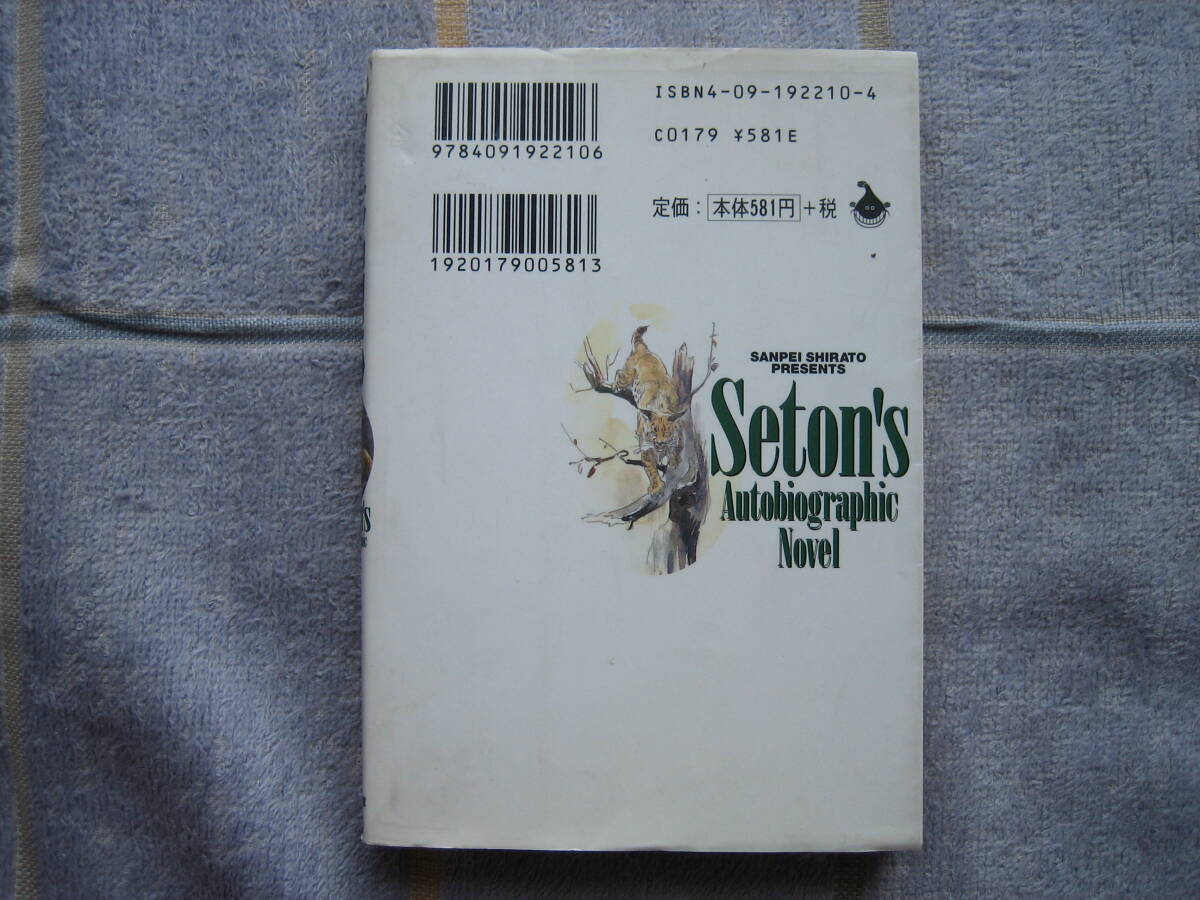 ISBN4-09-192210-4
9784091922106
C0179 ¥581E
定価：本体581円+税
1920179005813
SANPEI SHIRATO
PRESENTS
Seton's
Autobiographic
Novel